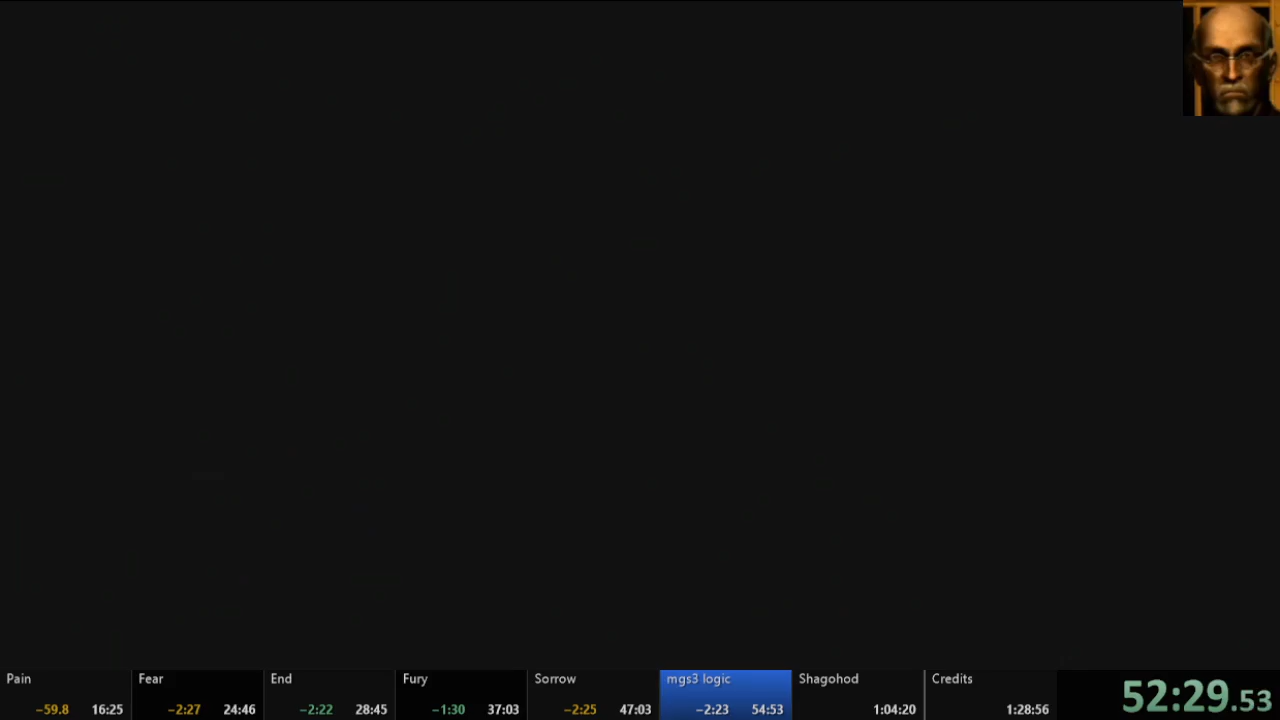 Pain
−59.8 16:25
Fear
−2:27 24:46
End
−2:22 28:45
Fury
−1:30 37:03
Sorrow
−2:25 47:03
mgs3 logic
−2:23 54:53
Shagohod
1:04:20
Credits
1:28:56
52:29.53